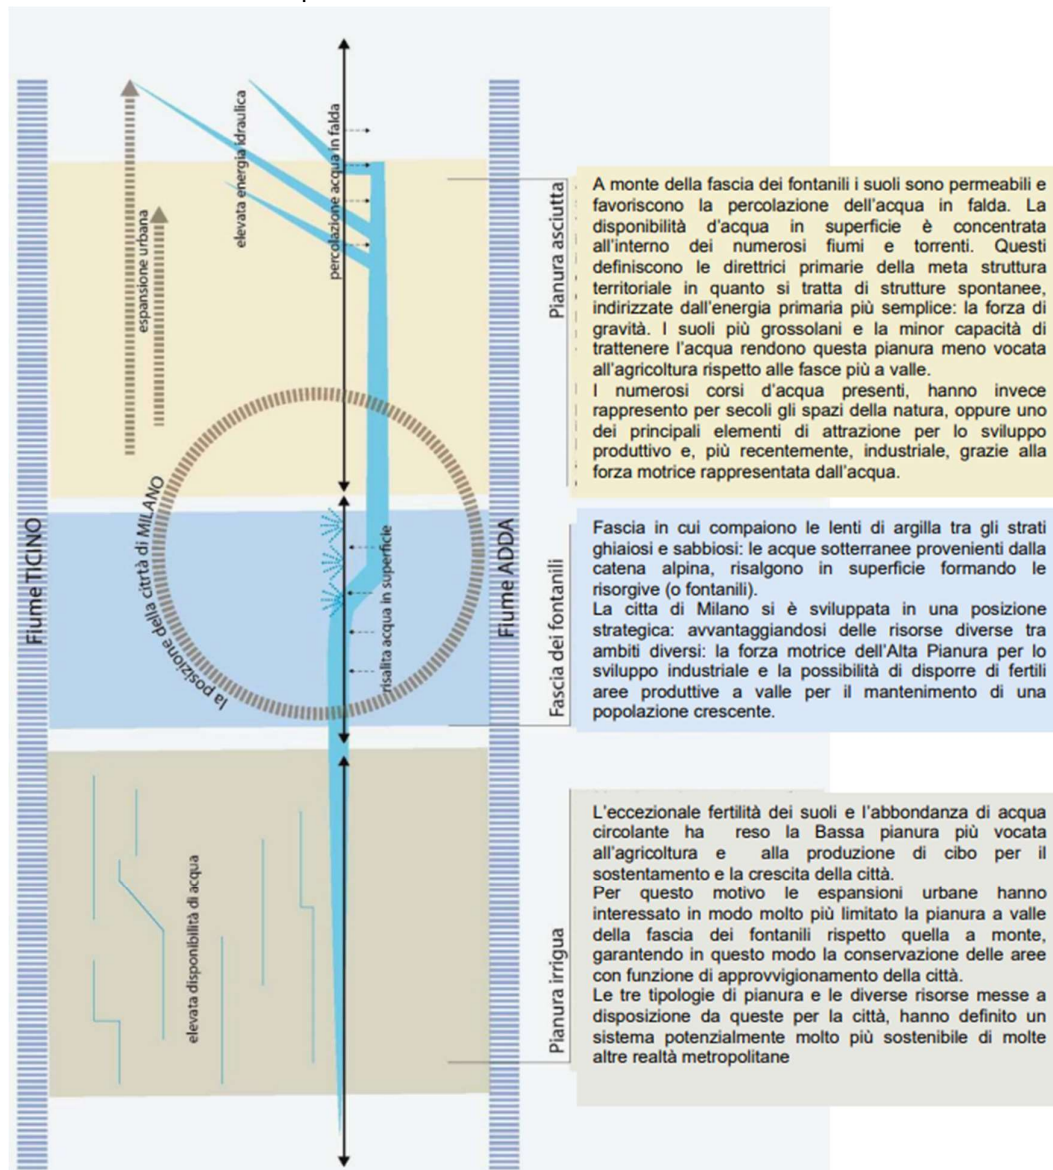 elevata energia idraulica
percolazione acqua in falda
espansione urbana
Pianura asciutta
A monte della fascia dei fontanili i suoli sono permeabili e
favoriscono la percolazione dell'acqua in falda. La
disponibilità d'acqua in superficie è concentrata
all'interno dei numerosi fiumi e torrenti. Questi
definiscono le direttrici primarie della meta struttura
territoriale in quanto si tratta di strutture spontanee,
indirizzate dall'energia primaria più semplice: la forza di
gravità. I suoli più grossolani e la minor capacità di
trattenere l'acqua rendono questa pianura meno vocata
all'agricoltura rispetto alle fasce più a valle.
I numerosi corsi d'acqua presenti, hanno invece
rappresento per secoli gli spazi della natura, oppure uno
dei principali elementi di attrazione per lo sviluppo
produttivo e, più recentemente, industriale, grazie alla
forza motrice rappresentata dall'acqua.
Fiume TICINO
la posizione della citrtà di MILANO
risalita acqua in superficie
Fiume ADDA
Fascia dei fontanili
Fascia in cui compaiono le lenti di argilla tra gli strati
ghiaiosi e sabbiosi: le acque sotterranee provenienti dalla
catena alpina, risalgono in superficie formando le
risorgive (o fontanili).
La citta di Milano si è sviluppata in una posizione
strategica: avvantaggiandosi delle risorse diverse tra
ambiti diversi: la forza motrice dell'Alta Pianura per lo
sviluppo industriale e la possibilità di disporre di fertili
aree produttive a valle per il mantenimento di una
popolazione crescente.
elevata disponibilità di acqua
Pianura irrigua
L'eccezionale fertilità dei suoli e l'abbondanza di acqua
circolante ha reso la Bassa pianura più vocata
all'agricoltura e alla produzione di cibo per il
sostentamento e la crescita della città.
Per questo motivo le espansioni urbane hanno
interessato in modo molto più limitato la pianura a valle
della fascia dei fontanili rispetto quella a monte,
garantendo in questo modo la conservazione delle aree
con funzione di approvvigionamento della città.
Le tre tipologie di pianura e le diverse risorse messe a
disposizione da queste per la città, hanno definito un
sistema potenzialmente molto più sostenibile di molte
altre realtà metropolitane